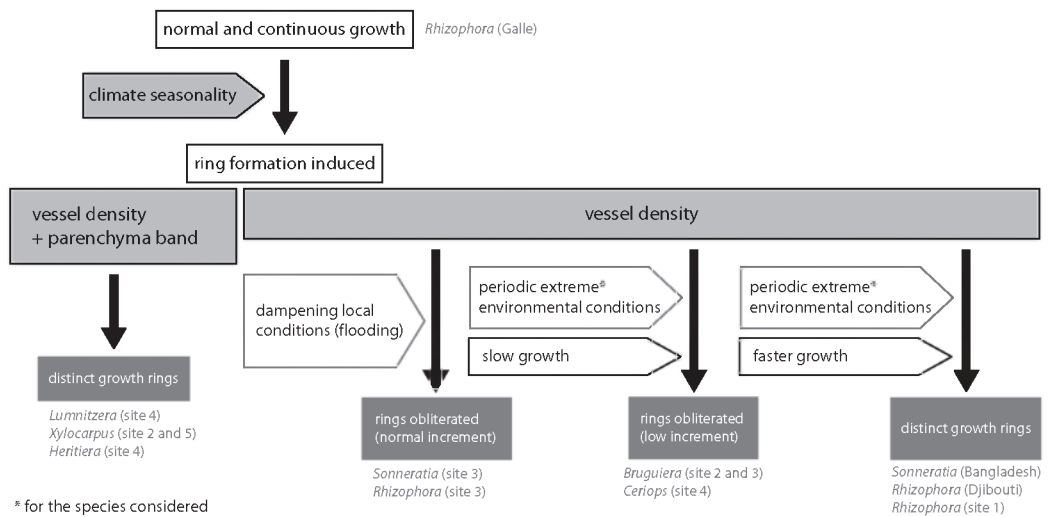 normal and continuous growth
Rhizophora (Galle)
climate seasonality
ring formation induced
vessel density
+ parenchyma band
vessel density
dampening local
conditions (flooding)
periodic extreme*
environmental conditions
slow growth
periodic extreme*
environmental conditions
faster growth
distinct growth rings
Lumnitzera (site 4)
Xylocarpus (site 2 and 5)
Heritiera (site 4)
rings obliterated
(normal increment)
Sonneratia (site 3)
Rhizophora (site 3)
rings obliterated
(low increment)
Bruguiera (site 2 and 3)
Ceriops (site 4)
distinct growth rings
Sonneratia (Bangladesh)
Rhizophora (Djibouti)
Rhizophora (site 1)
* for the species considered